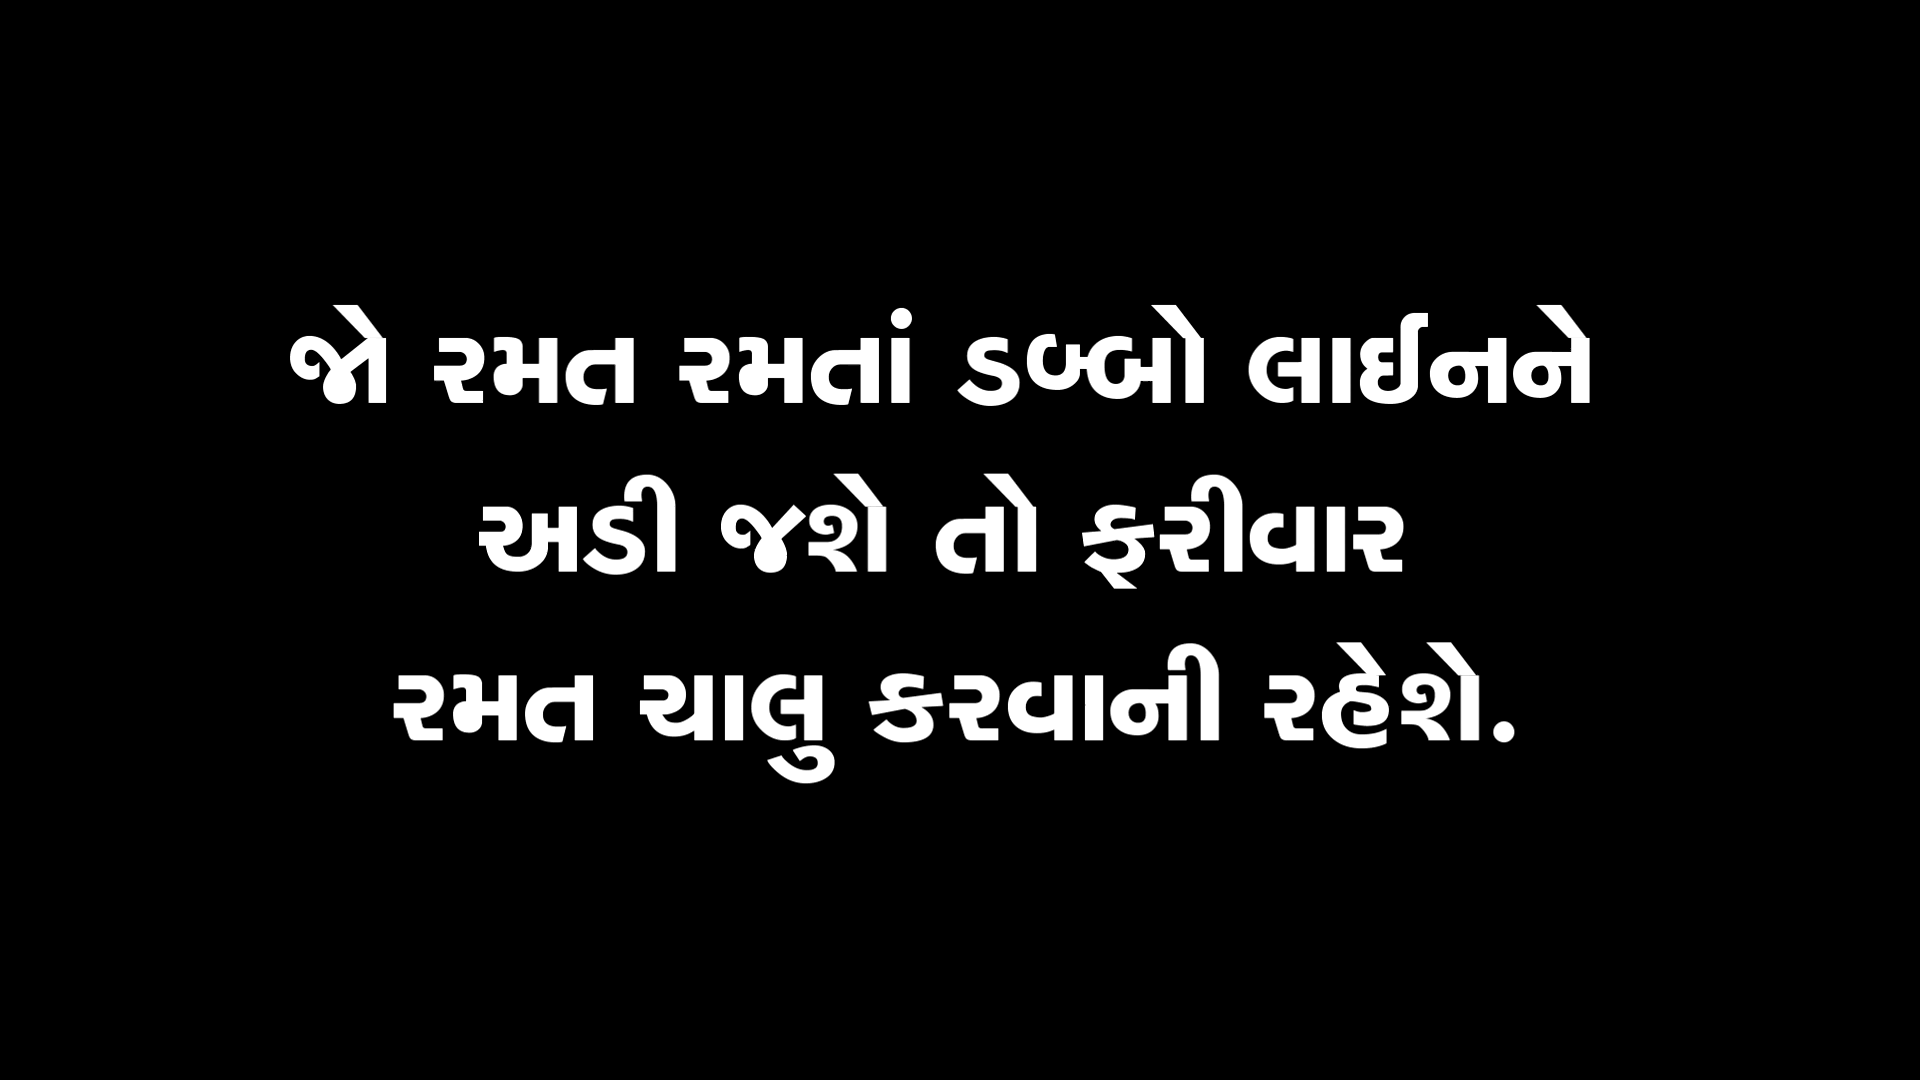 જો રમત રમતાં ડબ્બો લાઈનને
અડી જશે તો ફરીવાર
રમત ચાલુ કરવાની રહેશે.